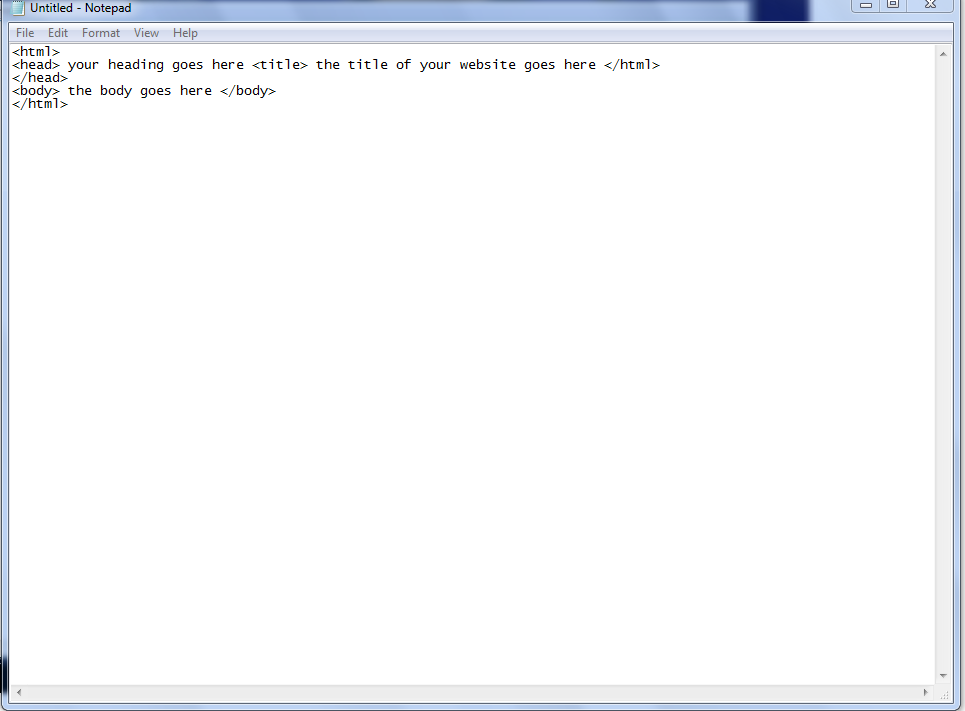 Untitled - Notepad
File Edit Format View Help
<html>
<head> your heading goes here <title> the title of your website goes here </html>
</head>
<body> the body goes here </body>
</html>